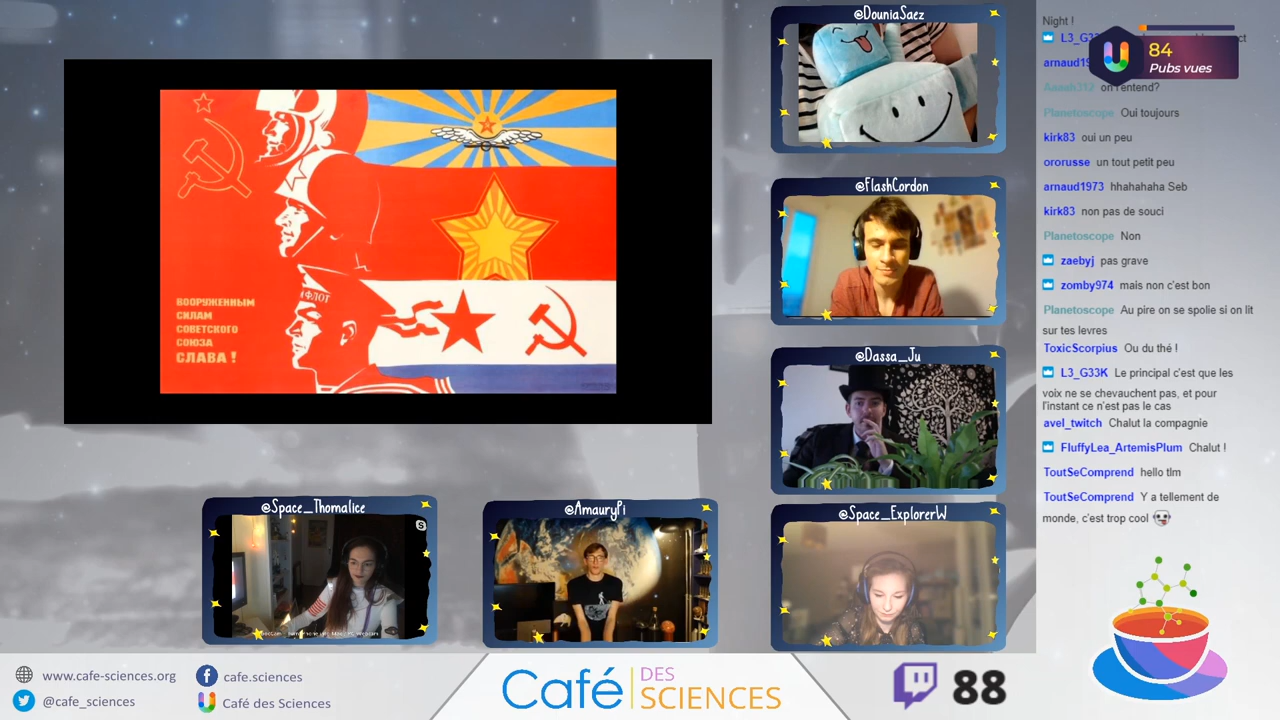 ВООРУЖЕННЫМ
СИЛАМ
СОВЕТСКОГО
СОЮЗА
СЛАВА !
ФЛОТ
@DouniaSaez
@FlashCordon
@Dassa_Ju
@Space_Thomalice
@AmauryPi
@Space_ExplorerW
Night !
84
Pubs vues
on l'entend?
Planetoscope Oui toujours
kirk83 oui un peu
ororusse un tout petit peu
arnaud1973 hhahahaha Seb
kirk83 non pas de souci
Planetoscope Non
zaebyj pas grave
zomby974 mais non c'est bon
Planetoscope Au pire on se spolie si on lit
sur tes levres
ToxicScorpius Ou du thé !
L3_G33K Le principal c'est que les
voix ne se chevauchent pas, et pour
l'instant ce n'est pas le cas
avel_twitch Chalut la compagnie
FluffyLea_ArtemisPlum Chalut !
ToutSeComprend hello tlm
ToutSeComprend Y a tellement de
monde, c'est trop cool
www.cafe-sciences.org
cafe.sciences
@cafe_sciences
Café des Sciences
Café DES
SCIENCES
88